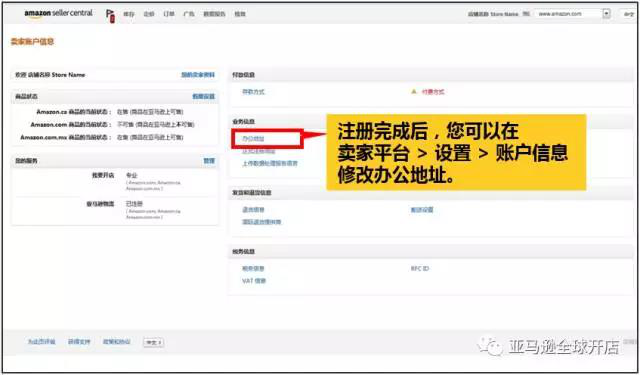 amazon seller central
库存 定价 订单 广告 数据报告 绩效
店铺名称 Store Name
www.amazon.com
中文
卖家账户信息
欢迎 店铺名称 Store Name
您的卖家资料
商品状态
假期设置
Amazon.ca 商品的当前状态： 在售 (商品在亚马逊上可售)
Amazon.com 商品的当前状态： 不可售 (商品在亚马逊上不可售)
Amazon.com.mx 商品的当前状态： 在售 (商品在亚马逊上可售)
您的服务
管理
我要开店 专业
( Amazon.com, Amazon.ca
Amazon.com.mx )
亚马逊物流 已注册
( Amazon.com, Amazon.ca
Amazon.com.mx )
付款信息
存款方式
付费方式
业务信息
办公地址
正式注册地址
上传数据处理报告语言
注册完成后，您可以在
卖家平台 > 设置 > 账户信息
修改办公地址。
发货和退货信息
退货信息
配送设置
税务信息
税务信息
RFC ID
VAT 信息
为此页评级 获得支持 政策和协议 中文
亚马逊全球开店